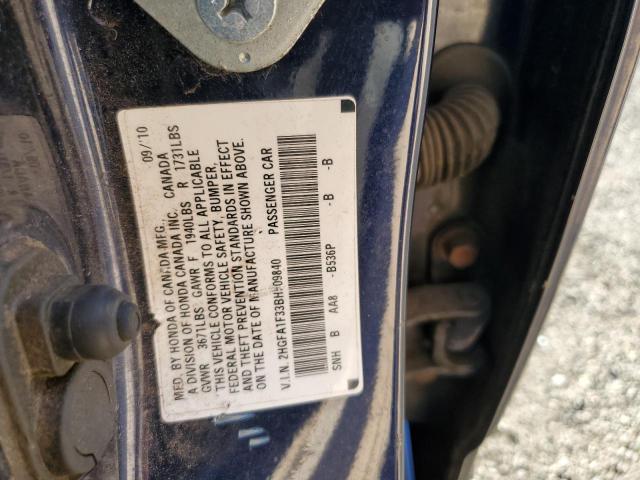 MFD. BY HONDA OF CANADA MFG. 09/10
A DIVISION OF HONDA CANADA INC. CANADA
GVWR 3671LBS GAWR F 1940LBS R 1731LBS
THIS VEHICLE CONFORMS TO ALL APPLICABLE
FEDERAL MOTOR VEHICLE SAFETY, BUMPER,
AND THEFT PREVENTION STANDARDS IN EFFECT
ON THE DATE OF MANUFACTURE SHOWN ABOVE.
V.I.N. 2HGFA1F33BH 09840 PASSENGER CAR
SNH B AA8 -B536P -B -B